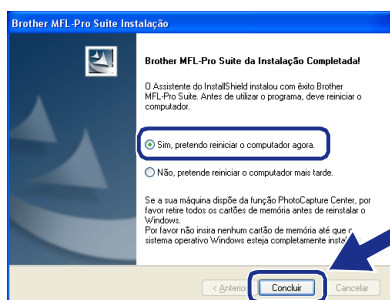 Brother MFL-Pro Suite Instalação
Brother MFL-Pro Suite da Instalação Completada!
O Assistente do InstallShield instalou com êxito Brother
MFL-Pro Suite. Antes de utilizar o programa, deve reiniciar o
computador.
Sim, pretendo reiniciar o computador agora.
Não, pretende reiniciar o computador mais tarde.
Se a sua máquina dispõe da função PhotoCapture Center, por
favor retire todos os cartões de memória antes de reinstalar o
Windows.
Por favor não insira nenhum cartão de memória até que o
sistema operativo Windows esteja completamente
< Anterior
Concluir
Cancelar